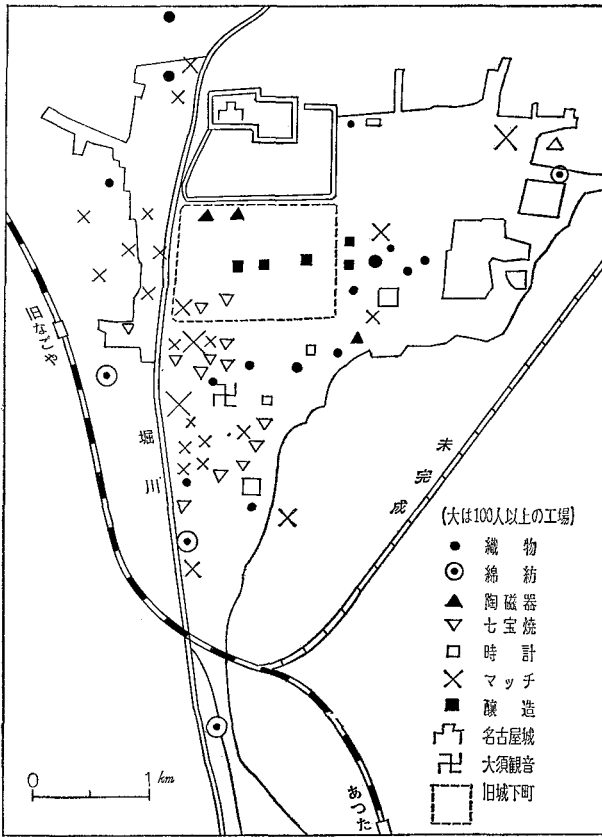 旧なごや
堀川
未完成
(大は100人以上の工場)
織物
綿紡
陶磁器
七宝焼
時計
マッチ
醸造
名古屋城
大須観音
旧城下町
0 1 km
あつた